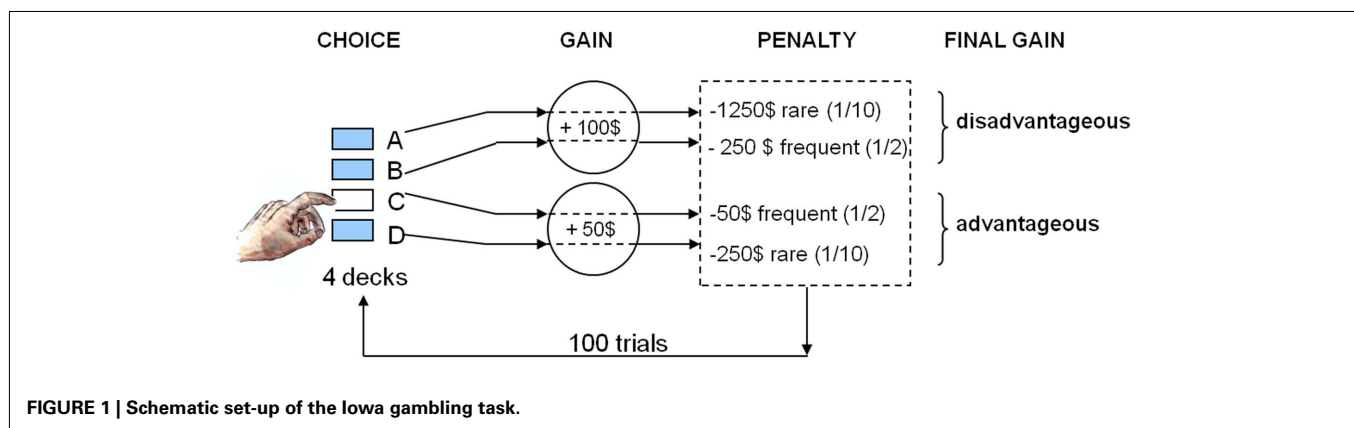 CHOICE GAIN PENALTY FINAL GAIN
A
B
C
D
4 decks
+ 100$
+ 50$
-1250$ rare (1/10)
- 250 $ frequent (1/2)
-50$ frequent (1/2)
-250$ rare (1/10)
disadvantageous
advantageous
100 trials
FIGURE 1 | Schematic set-up of the Iowa gambling task.